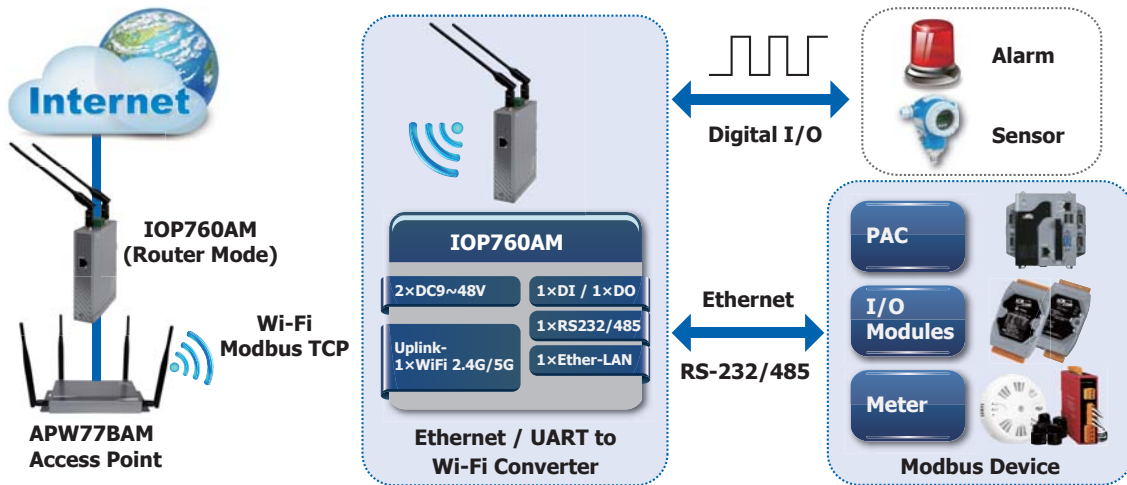 Internet
IOP760AM
(Router Mode)
Wi-Fi
Modbus TCP
APW77BAM
Access Point
IOP760AM
2×DC9~48V
Uplink-
1×WiFi 2.4G/5G
1×DI / 1×DO
1×RS232/485
1×Ether-LAN
Ethernet / UART to
Wi-Fi Converter
Digital I/O
Alarm
Sensor
Ethernet
RS-232/485
PAC
I/O
Modules
Meter
Modbus Device